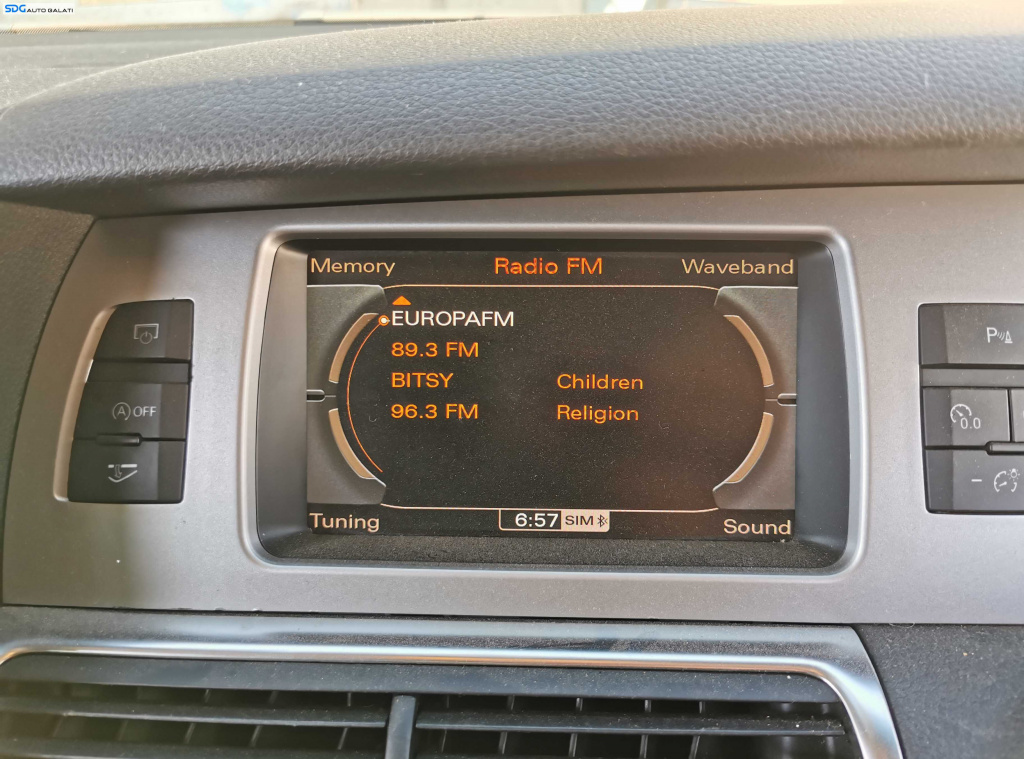 SDG AUTO GALATI
Memory Radio FM Waveband
EUROPAFM
89.3 FM
BITSY Children
96.3 FM Religion
Tuning 6:57 SIM Sound
A OFF
P
0.0